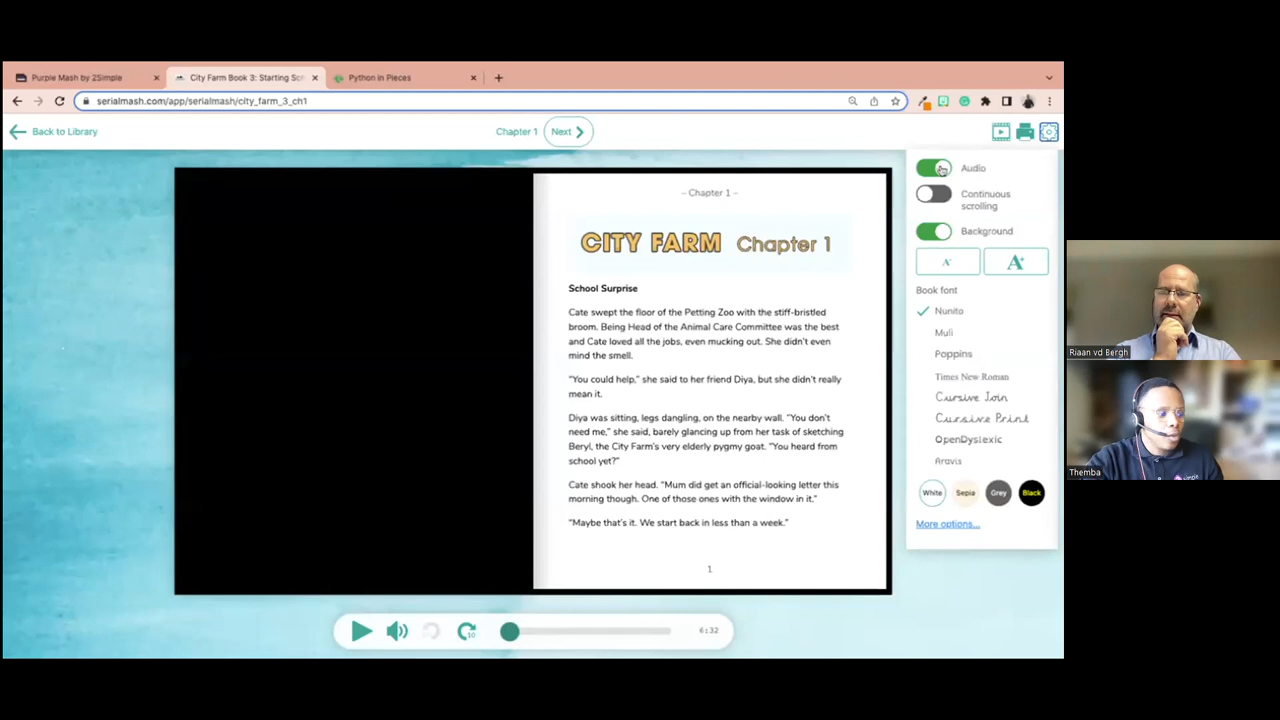 Purple Mash by 2Simple
City Farm Book 3: Starting Sch
Python in Pieces
serialmash.com/app/serialmash/city_farm_3_ch1
Back to Library
Chapter 1 Next
– Chapter 1 –
CITY FARM Chapter 1
School Surprise
Cate swept the floor of the Petting Zoo with the stiff-bristled
broom. Being Head of the Animal Care Committee was the best
and Cate loved all the jobs, even mucking out. She didn't even
mind the smell.
"You could help," she said to her friend Diya, but she didn't really
mean it.
Diya was sitting, legs dangling, on the nearby wall. "You don't
need me," she said, barely glancing up from her task of sketching
Beryl, the City Farm's very elderly pygmy goat. "You heard from
school yet?"
Cate shook her head. "Mum did get an official-looking letter this
morning though. One of those ones with the window in it."
"Maybe that's it. We start back in less than a week."
1
10
6:32
Audio
Continuous
scrolling
Background
A- A+
Book font
Nunito
Muli
Poppins
Times New Roman
Cursive Join
Cursive Print
OpenDyslexic
White Sepia Grey Black
More options...
Riaan vd Bergh
Themba